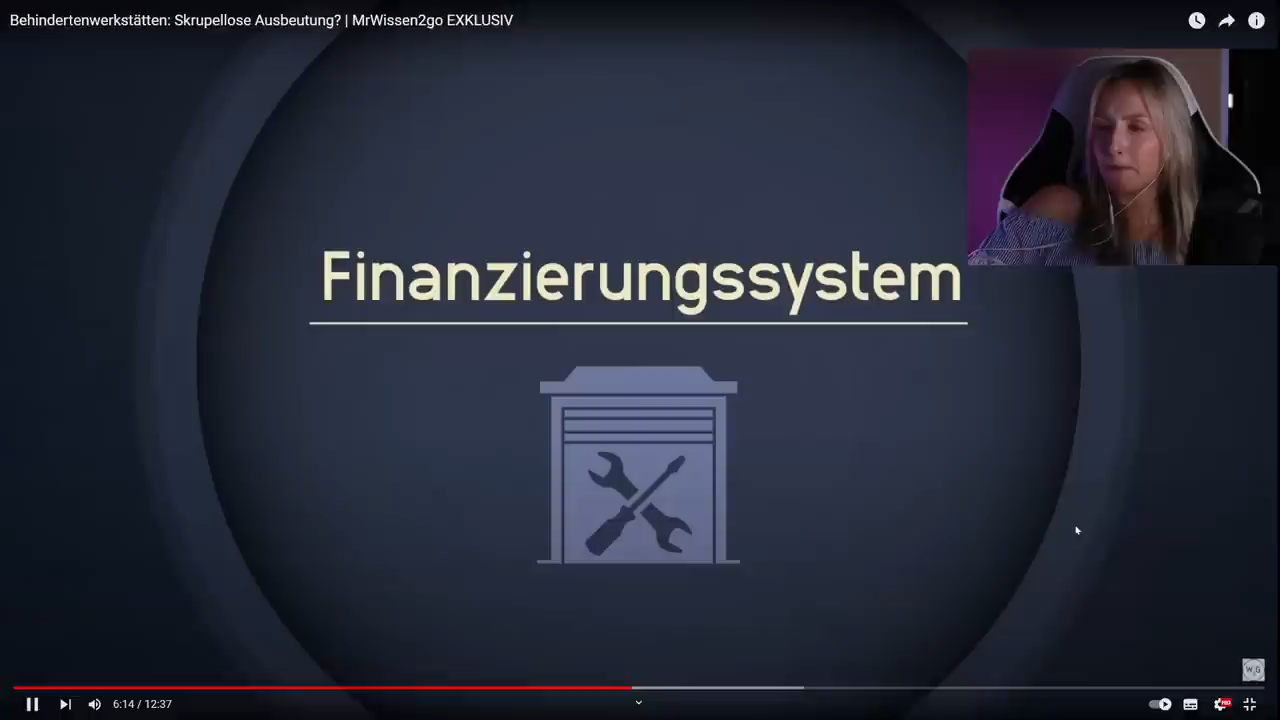 Behindertenwerkstätten: Skrupellose Ausbeutung? | MrWissen2go EXKLUSIV
Finanzierungssystem
6:14 / 12:37